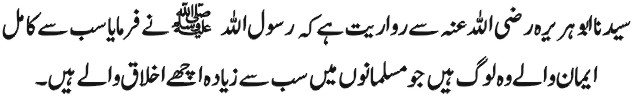 سیدنا ابو ہریرہ رضی اللہ عنہ سے رواریت ہے کہ رسول اللہ ﷺ نے فرمایا سب سے کامل
ایمان والے وہ لوگ ہیں جو مسلمانوں میں سب سے زیادہ اچھے اخلاق والے ہیں۔